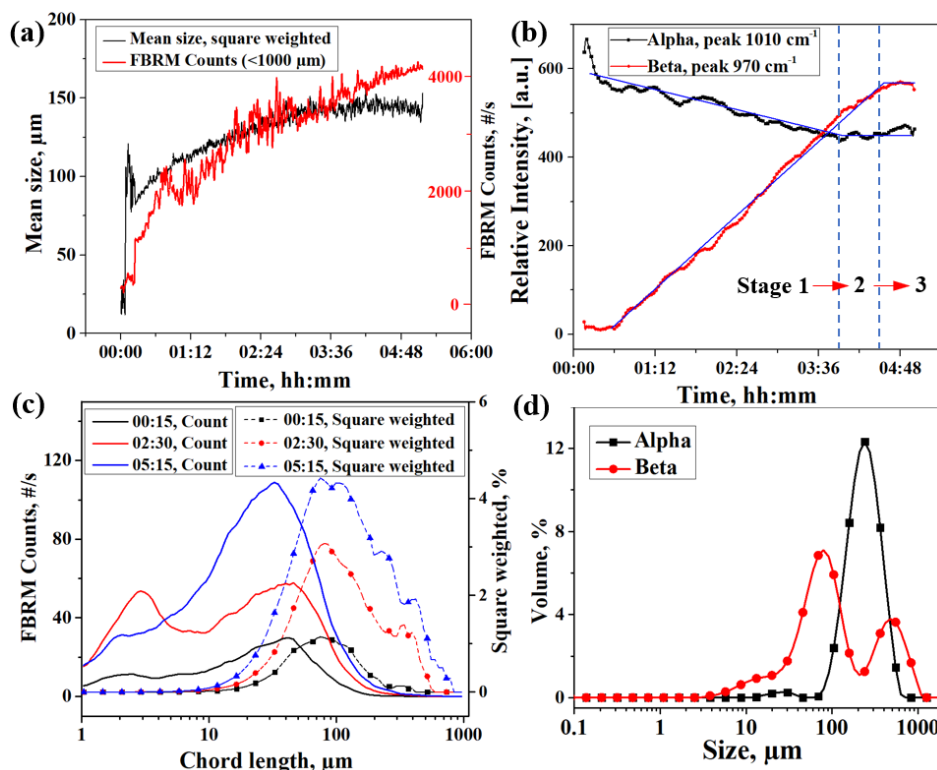 (a)
Mean size, square weighted
FBRM Counts (<1000 μm)
200
150
100
50
0
Mean size, μm
4000
2000
0
FBRM Counts, #/s
00:00 01:12 02:24 03:36 04:48 06:00
Time, hh:mm
(b)
Alpha, peak 1010 cm⁻¹
Beta, peak 970 cm⁻¹
600
400
200
0
Relative Intensity, [a.u.]
Stage 1 2 3
00:00 01:12 02:24 03:36 04:48
Time, hh:mm
(c)
00:15, Count
02:30, Count
05:15, Count
00:15, Square weighted
02:30, Square weighted
05:15, Square weighted
120
80
40
0
FBRM Counts, #/s
6
4
2
0
Square weighted, %
1 10 100 1000
Chord length, μm
(d)
Alpha
Beta
12
8
4
0
Volume, %
0.1 1 10 100 1000
Size, μm